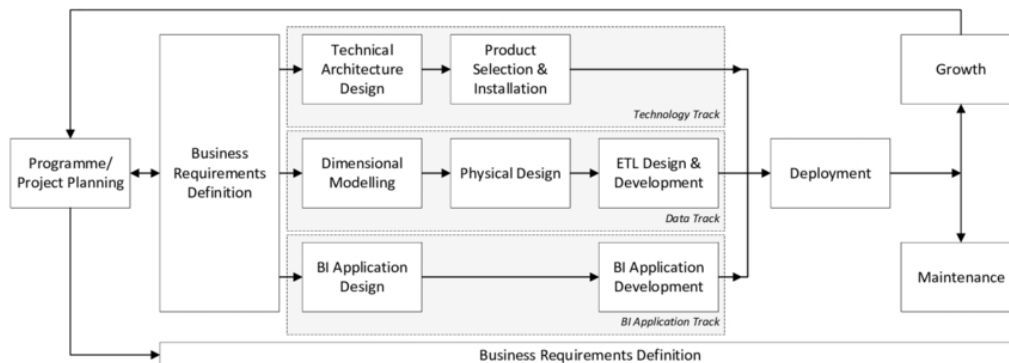 Programme/
Project Planning
Business
Requirements
Definition
Technical
Architecture
Design
Product
Selection &
Installation
Technology Track
Dimensional
Modelling
Physical Design
ETL Design &
Development
Data Track
BI Application
Design
BI Application
Development
BI Application Track
Deployment
Growth
Maintenance
Business Requirements Definition